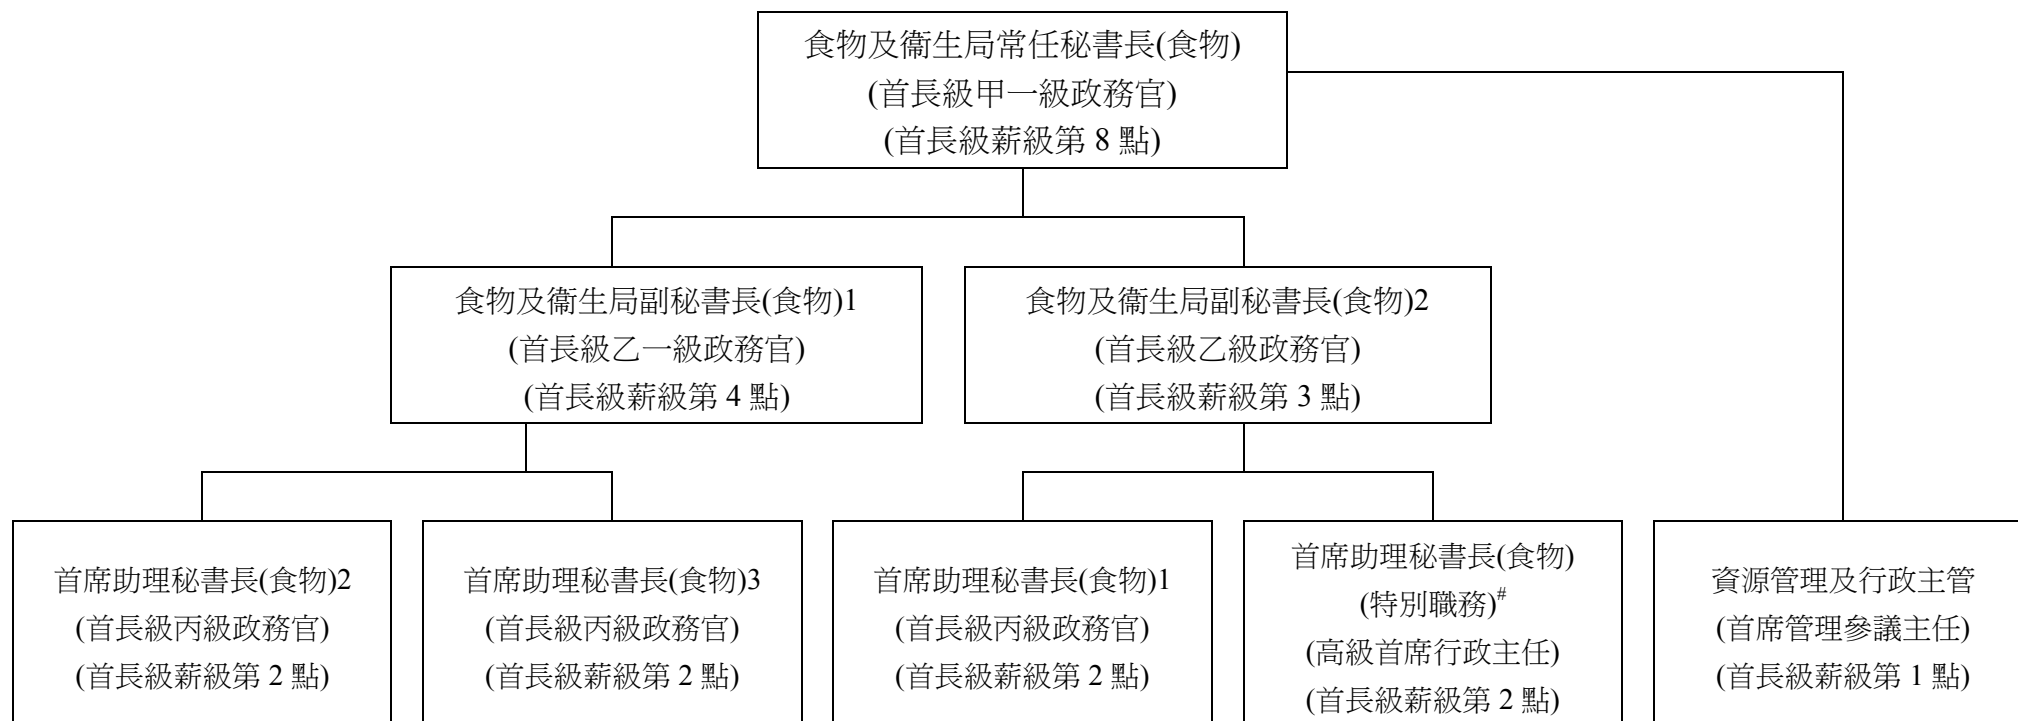 食物及衞生局常任秘書長(食物)
(首長級甲一級政務官)
(首長級薪級第 8 點)
食物及衞生局副秘書長(食物)1
(首長級乙一級政務官)
(首長級薪級第 4 點)
食物及衞生局副秘書長(食物)2
(首長級乙級政務官)
(首長級薪級第 3 點)
首席助理秘書長(食物)2
(首長級丙級政務官)
(首長級薪級第 2 點)
首席助理秘書長(食物)3
(首長級丙級政務官)
(首長級薪級第 2 點)
首席助理秘書長(食物)1
(首長級丙級政務官)
(首長級薪級第 2 點)
首席助理秘書長(食物)
(特別職務)#
(高級首席行政主任)
(首長級薪級第 2 點)
資源管理及行政主管
(首席管理參議主任)
(首長級薪級第 1 點)